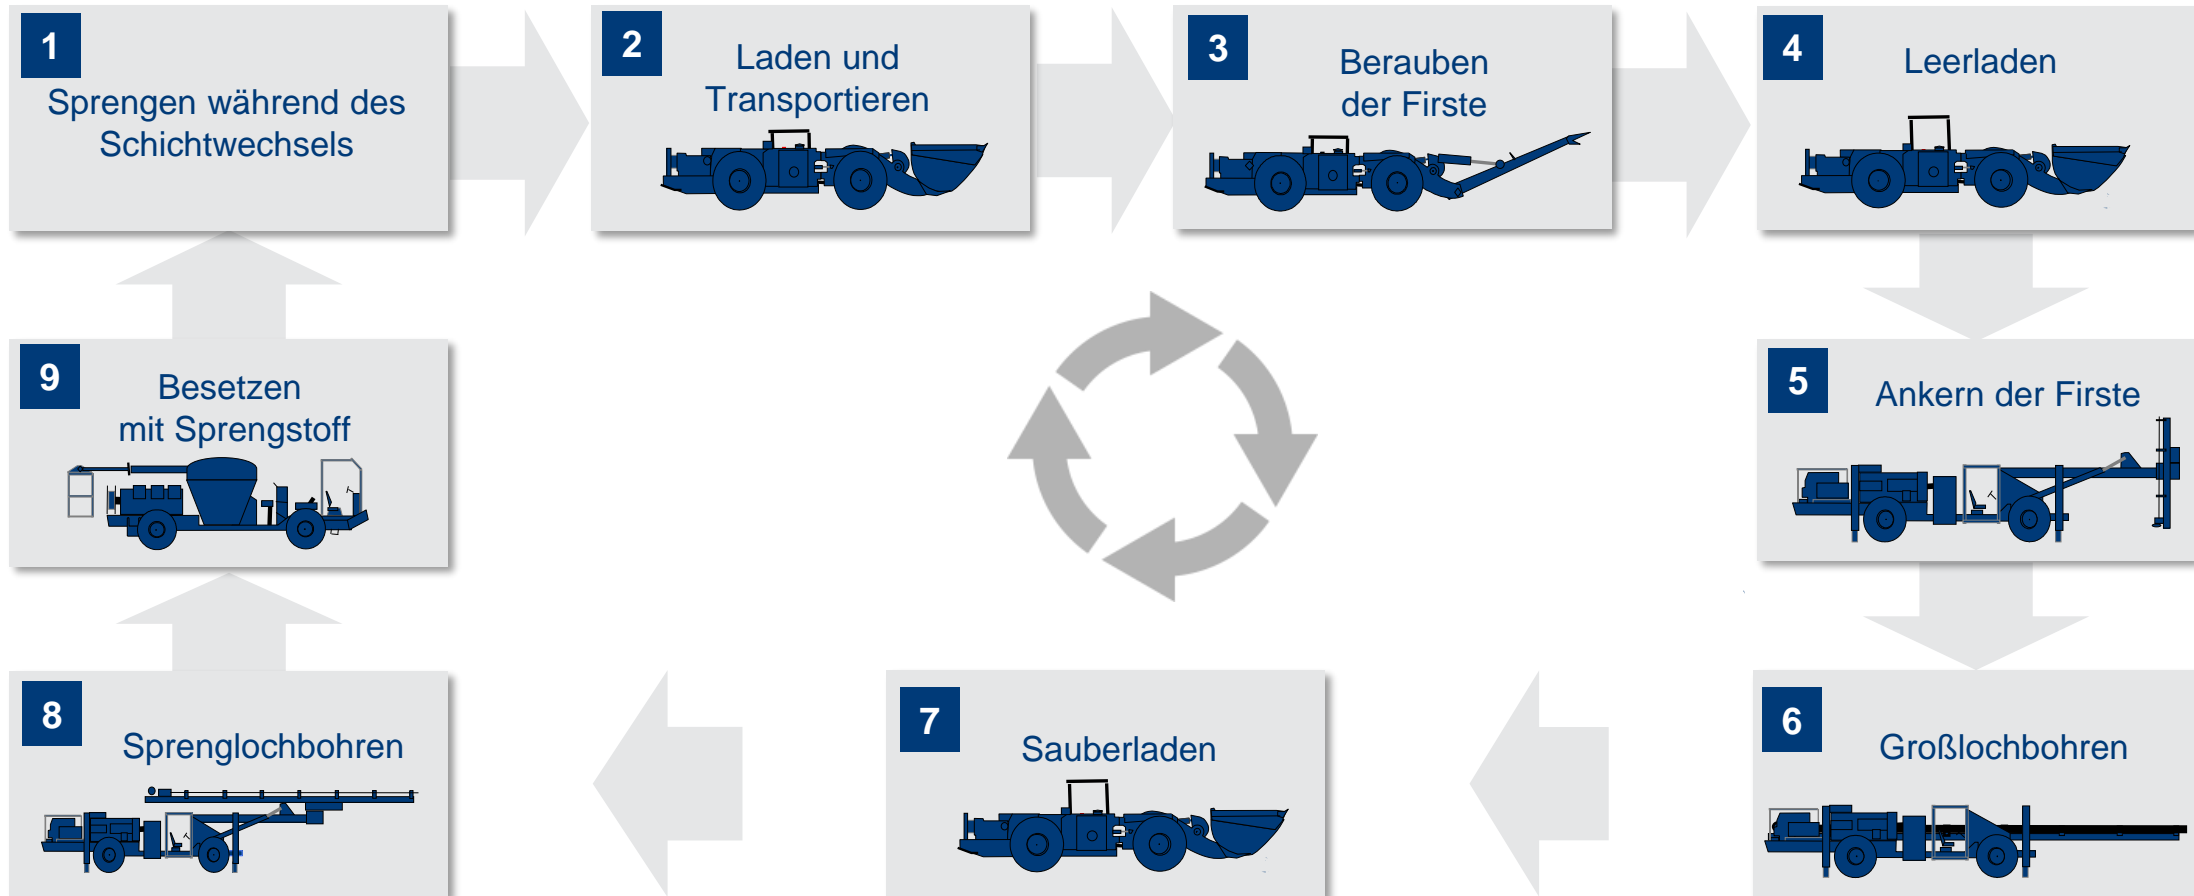 1
Sprengen während des
Schichtwechsels
2
Laden und
Transportieren
3
Berauben
der Firste
4
Leerladen
5
Ankern der Firste
6
Großlochbohren
7
Sauberladen
8
Sprenglochbohren
9
Besetzen
mit Sprengstoff